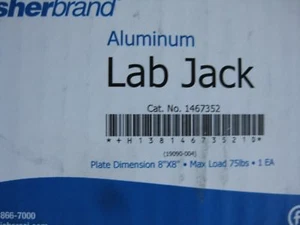 sherbrand
Aluminum
Lab Jack
Cat. No. 1467352
*+H13814673521D*
(19090-004)
Plate Dimension 8"X8" • Max Load 75lbs • 1 EA
866-7000